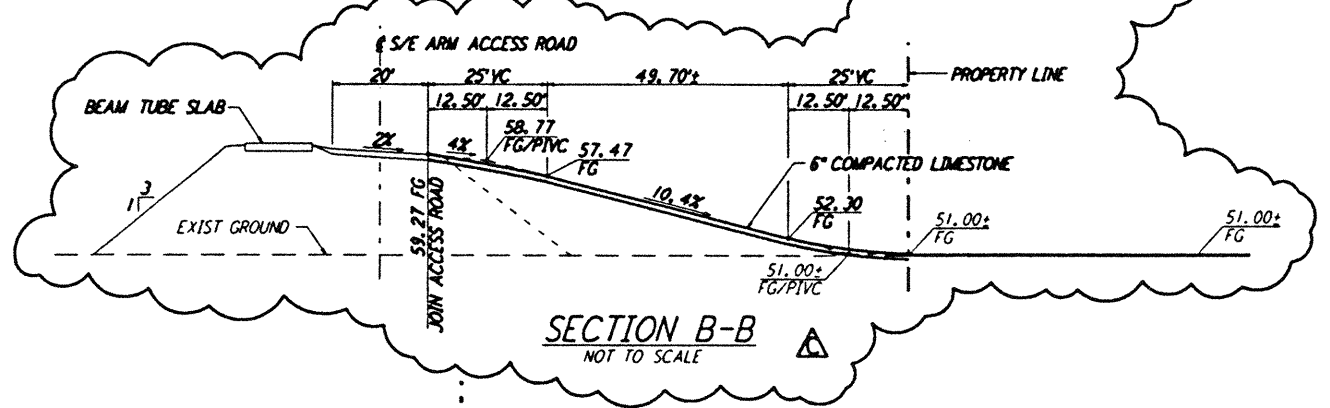 ℄ S/E ARM ACCESS ROAD
20'
25'VC
49.70'±
25'VC
PROPERTY LINE
12.50'
12.50'
12.50'
12.50'
BEAM TUBE SLAB
2%
4%
58.77
FG/PIVC
57.47
FG
6" COMPACTED LIMESTONE
3
1
10.4%
52.30
FG
51.00±
FG
51.00±
FG
EXIST GROUND
59.27 FG
JOIN ACCESS ROAD
51.00±
FG/PIVC
SECTION B-B
NOT TO SCALE
C